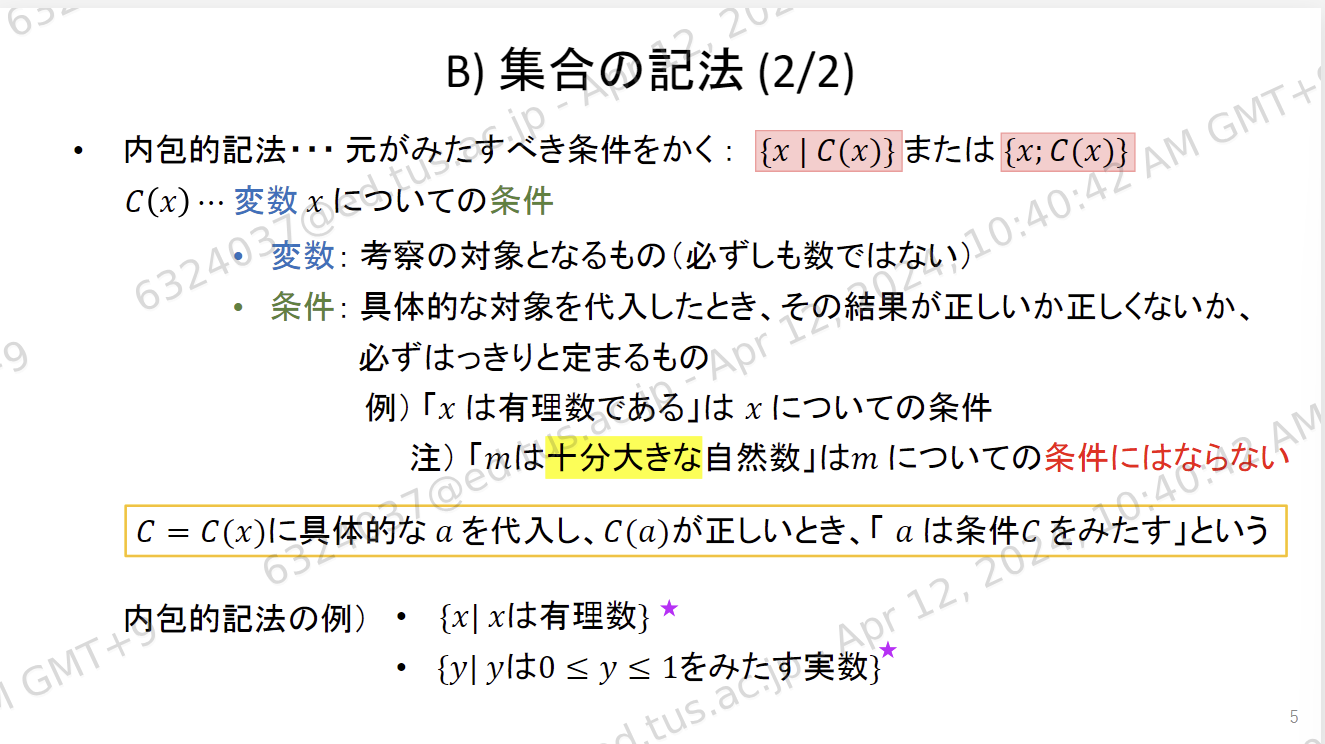 B) 集合の記法 (2/2)
• 内包的記法・・・ 元がみたすべき条件をかく： {x | C(x)} または {x; C(x)}
C(x) ⋯ 変数 x についての条件
• 変数： 考察の対象となるもの（必ずしも数ではない）
• 条件： 具体的な対象を代入したとき、その結果が正しいか正しくないか、
必ずはっきりと定まるもの
例）「x は有理数である」は x についての条件
注）「mは十分大きな自然数」はm についての条件にはならない
C = C(x)に具体的な a を代入し、C(a)が正しいとき、「 a は条件C をみたす」という
内包的記法の例） • {x| xは有理数} ★
• {y| yは0 ≤ y ≤ 1をみたす実数} ★
5
6324037@ed.tus.ac.jp - Apr 12, 2024, 10:40:42 AM GMT+9
6324037@ed.tus.ac.jp - Apr 12, 2024, 10:40:42 AM
ed.tus.ac.jp - Apr 12, 2024, 10:40:42 AM
M GMT+9
+9
632